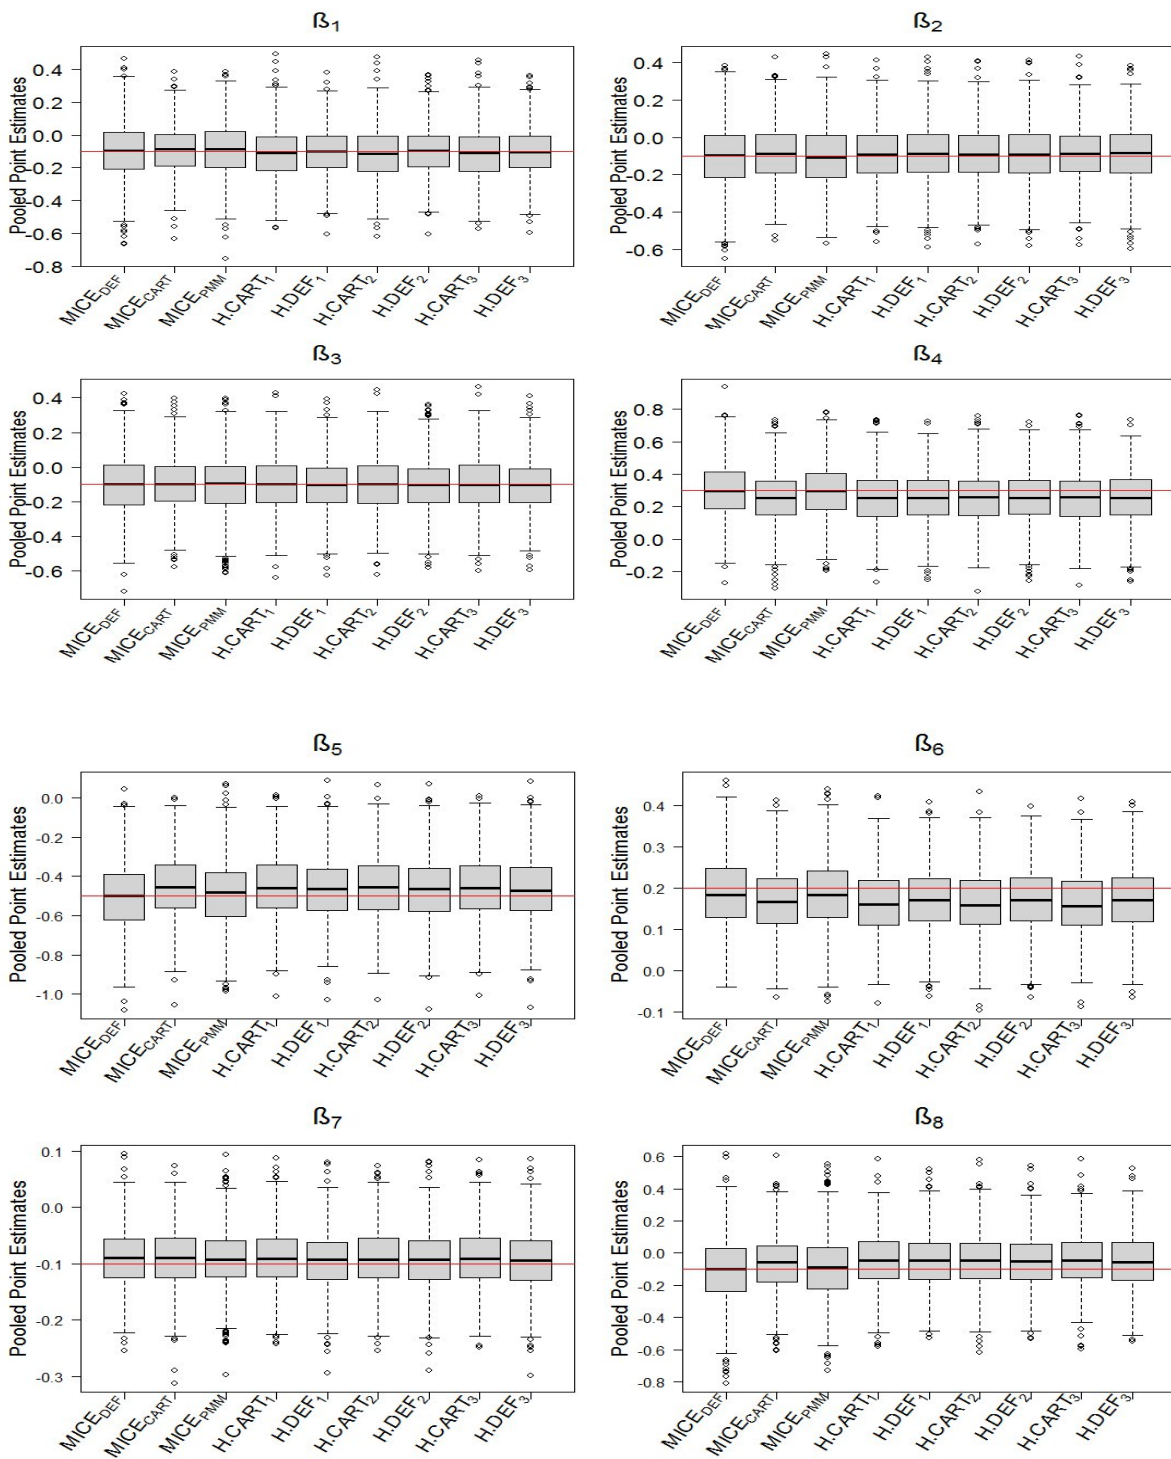 ß1
ß2
Pooled Point Estimates
0.4
0.2
0.0
-0.2
-0.4
-0.6
-0.8
MICEDEF
MICECART
MICEPMM
H.CART1
H.DEF1
H.CART2
H.DEF2
H.CART3
H.DEF3
Pooled Point Estimates
0.4
0.2
0.0
-0.2
-0.4
-0.6
MICEDEF
MICECART
MICEPMM
H.CART1
H.DEF1
H.CART2
H.DEF2
H.CART3
H.DEF3
ß3
ß4
Pooled Point Estimates
0.4
0.2
0.0
-0.2
-0.4
-0.6
MICEDEF
MICECART
MICEPMM
H.CART1
H.DEF1
H.CART2
H.DEF2
H.CART3
H.DEF3
Pooled Point Estimates
0.8
0.6
0.4
0.2
0.0
-0.2
MICEDEF
MICECART
MICEPMM
H.CART1
H.DEF1
H.CART2
H.DEF2
H.CART3
H.DEF3
ß5
ß6
Pooled Point Estimates
0.0
-0.2
-0.4
-0.6
-0.8
-1.0
MICEDEF
MICECART
MICEPMM
H.CART1
H.DEF1
H.CART2
H.DEF2
H.CART3
H.DEF3
Pooled Point Estimates
0.4
0.3
0.2
0.1
0.0
-0.1
MICEDEF
MICECART
MICEPMM
H.CART1
H.DEF1
H.CART2
H.DEF2
H.CART3
H.DEF3
ß7
ß8
Pooled Point Estimates
0.1
0.0
-0.1
-0.2
-0.3
MICEDEF
MICECART
MICEPMM
H.CART1
H.DEF1
H.CART2
H.DEF2
H.CART3
H.DEF3
Pooled Point Estimates
0.6
0.4
0.2
0.0
-0.2
-0.4
-0.6
-0.8
MICEDEF
MICECART
MICEPMM
H.CART1
H.DEF1
H.CART2
H.DEF2
H.CART3
H.DEF3